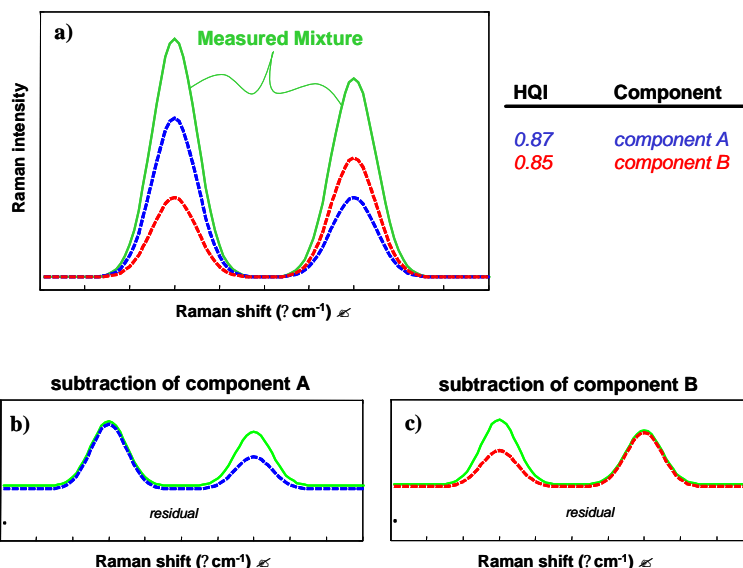 a)
Measured Mixture
Raman intensity
Raman shift (?cm-1)
HQI Component
0.87 component A
0.85 component B
subtraction of component A
b)
residual
Raman shift (?cm-1)
subtraction of component B
c)
residual
Raman shift (?cm-1)